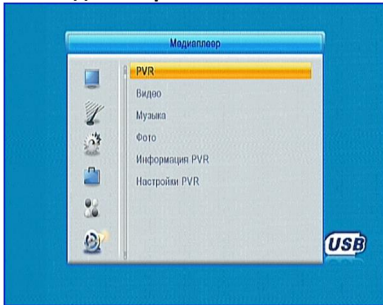 Медиаплеер
PVR
Видео
Музыка
Фото
Информация PVR
Настройки PVR
USB